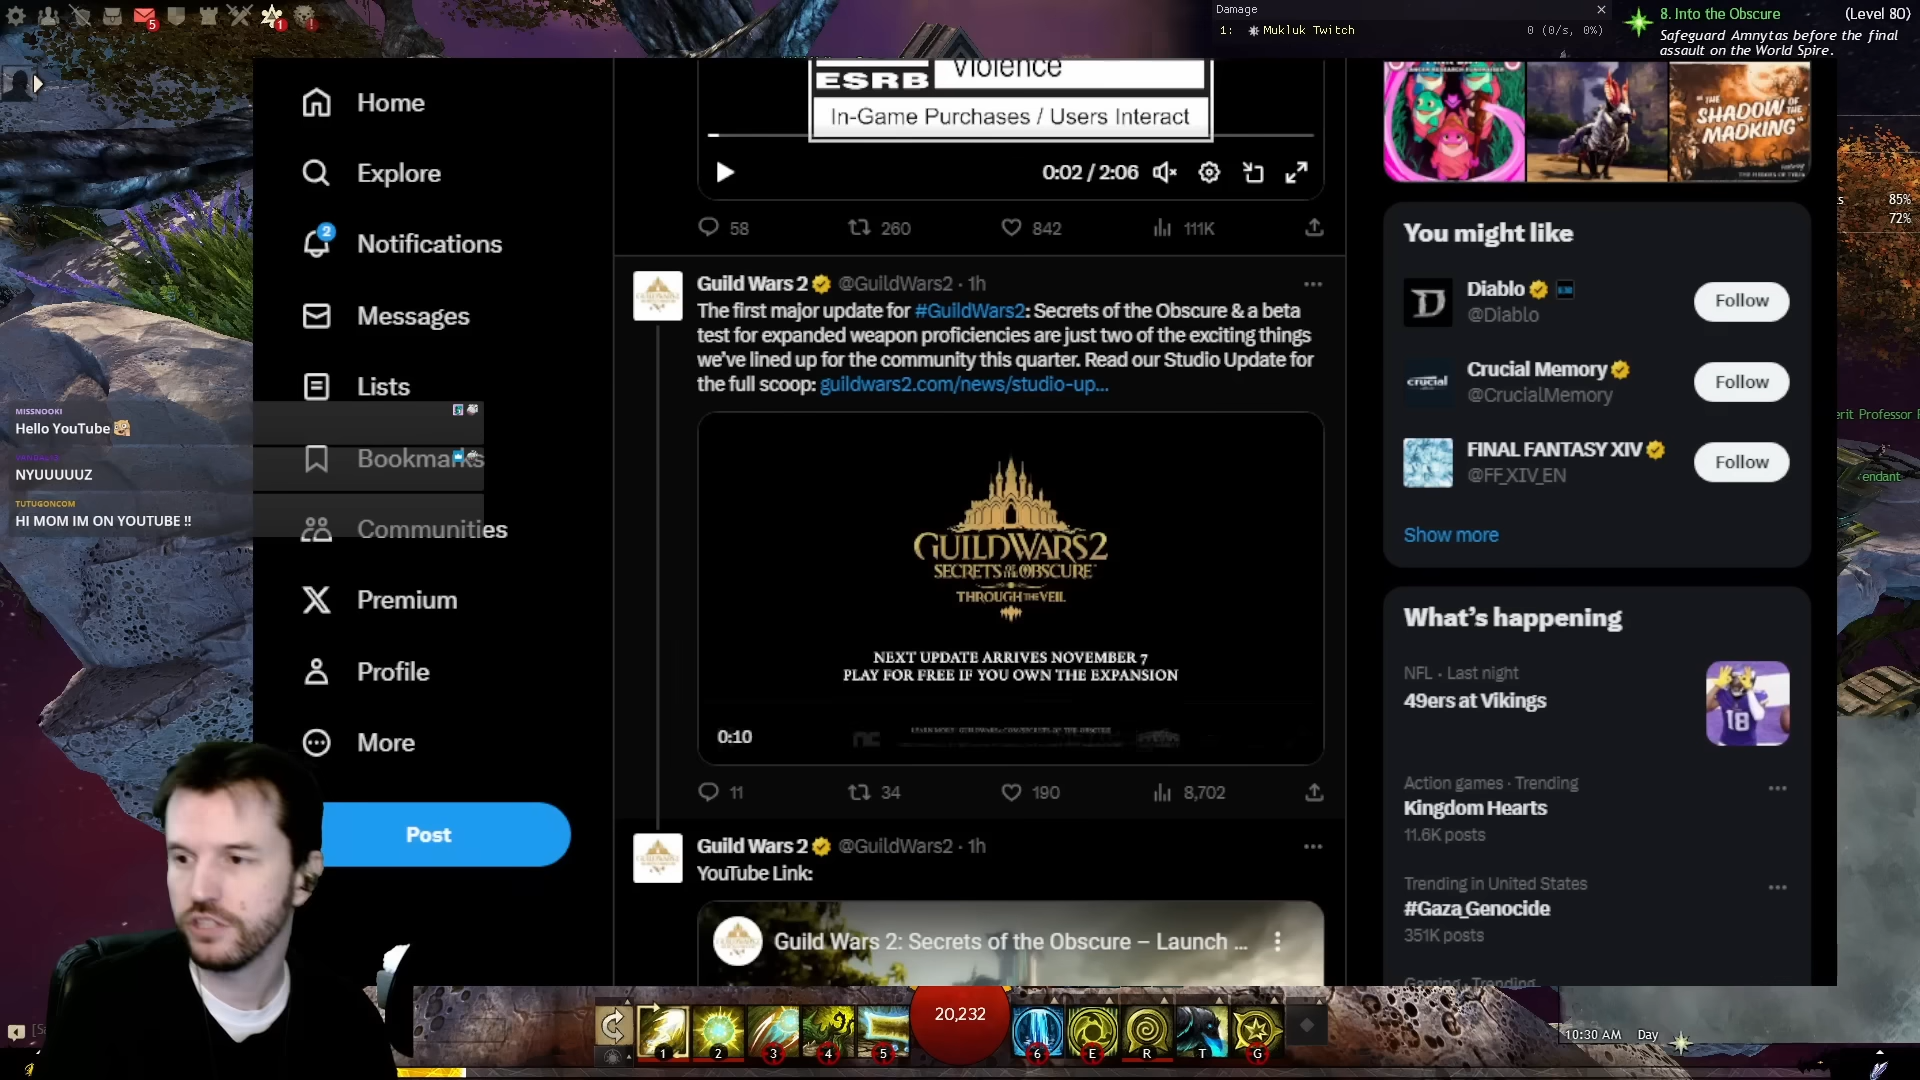 5
1
Damage
1: Mukluk Twitch
0 (0/s, 0%)
8. Into the Obscure
(Level 80)
Safeguard Amnytas before the final
assault on the World Spire.
Home
Explore
2
Notifications
Messages
Lists
Bookmarks
Communities
Premium
Profile
More
Post
MISSNOOKI
Hello YouTube
NYUUUUUZ
TUTUGONCOM
HI MOM IM ON YOUTUBE !!
ESRB
Violence
In-Game Purchases / Users Interact
0:02 / 2:06
58
260
842
111K
Guild Wars 2 @GuildWars2 · 1h
The first major update for #GuildWars2: Secrets of the Obscure & a beta
test for expanded weapon proficiencies are just two of the exciting things
we've lined up for the community this quarter. Read our Studio Update for
the full scoop: guildwars2.com/news/studio-up...
GUILD WARS 2
SECRETS OF THE OBSCURE
THROUGH THE VEIL
NEXT UPDATE ARRIVES NOVEMBER 7
PLAY FOR FREE IF YOU OWN THE EXPANSION
0:10
11
34
190
8,702
Guild Wars 2 @GuildWars2 · 1h
YouTube Link:
Guild Wars 2: Secrets of the Obscure – Launch ...
"THE
SHADOW OF
THE
MADKING"
You might like
Diablo
@Diablo
Follow
crucial
Crucial Memory
@CrucialMemory
Follow
FINAL FANTASY XIV
@FF_XIV_EN
Follow
Show more
What's happening
NFL · Last night
49ers at Vikings
18
Action games · Trending
Kingdom Hearts
11.6K posts
Trending in United States
#Gaza_Genocide
351K posts
Gaming · Trending
85%
72%
erit Professor
endant
20,232
1
2
3
4
5
6
E
R
T
G
10:30 AM Day